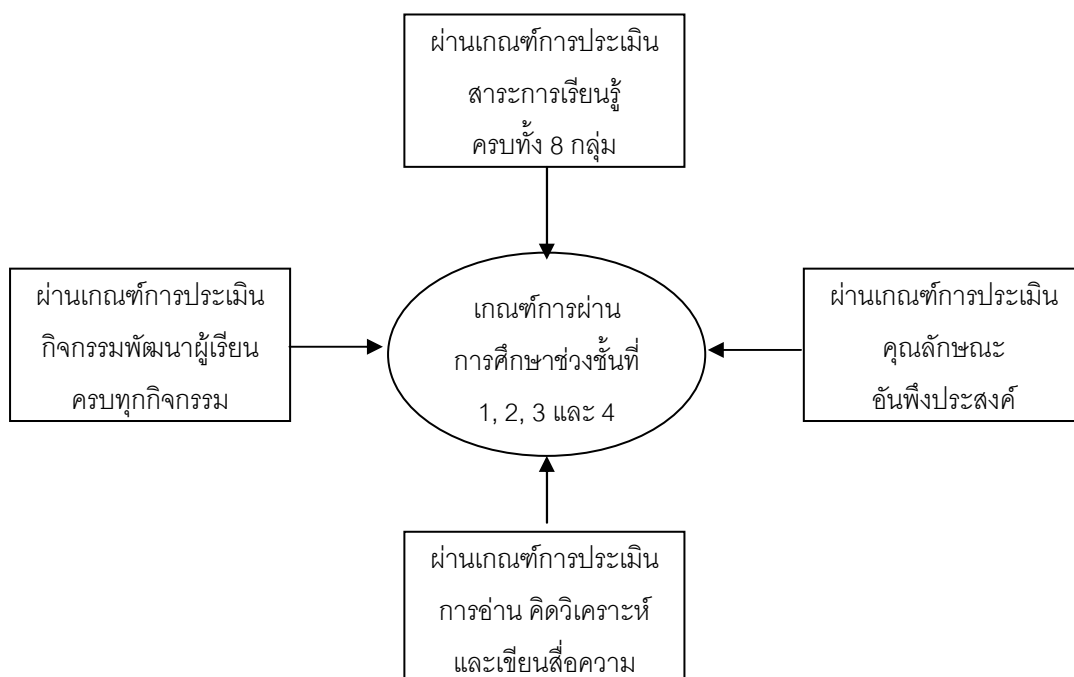 ผ่านเกณฑ์การประเมิน
สาระการเรียนรู้
ครบทั้ง 8 กลุ่ม
ผ่านเกณฑ์การประเมิน
กิจกรรมพัฒนาผู้เรียน
ครบทุกกิจกรรม
เกณฑ์การผ่าน
การศึกษาช่วงชั้นที่
1, 2, 3 และ 4
ผ่านเกณฑ์การประเมิน
คุณลักษณะ
อันพึงประสงค์
ผ่านเกณฑ์การประเมิน
การอ่าน คิดวิเคราะห์
และเขียนสื่อความ